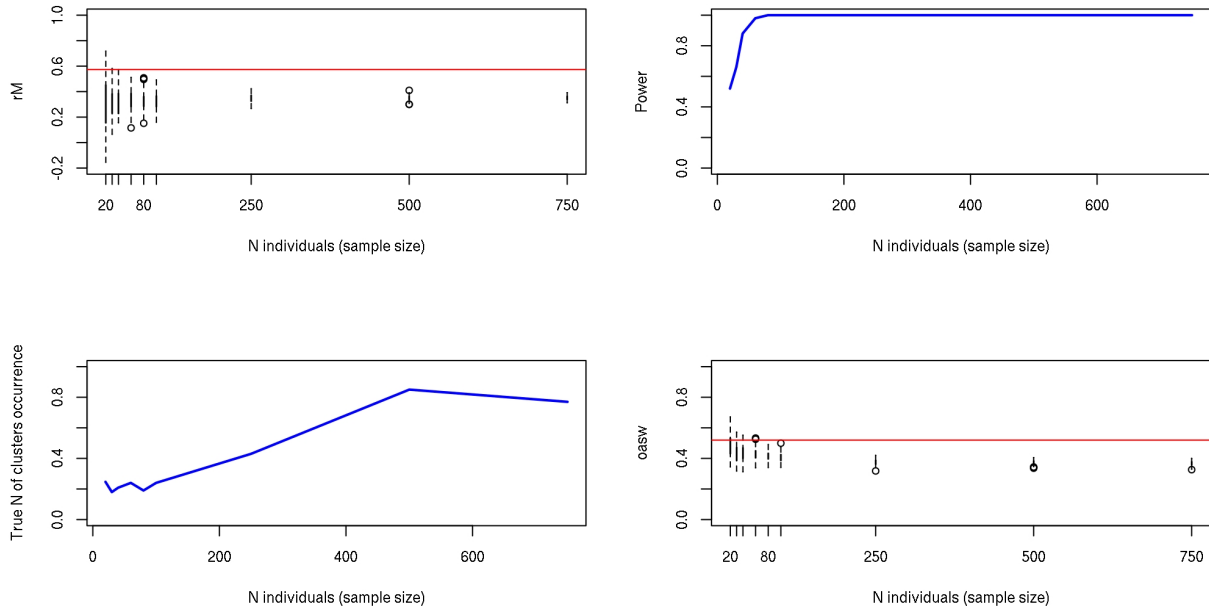 1.0
0.6
0.2
-0.2
rM
20 80 250 500 750
N individuals (sample size)
0.8
0.4
0.0
Power
0 200 400 600
N individuals (sample size)
0.8
0.4
0.0
True N of clusters occurrence
0 200 400 600
N individuals (sample size)
0.8
0.4
0.0
oasw
20 80 250 500 750
N individuals (sample size)